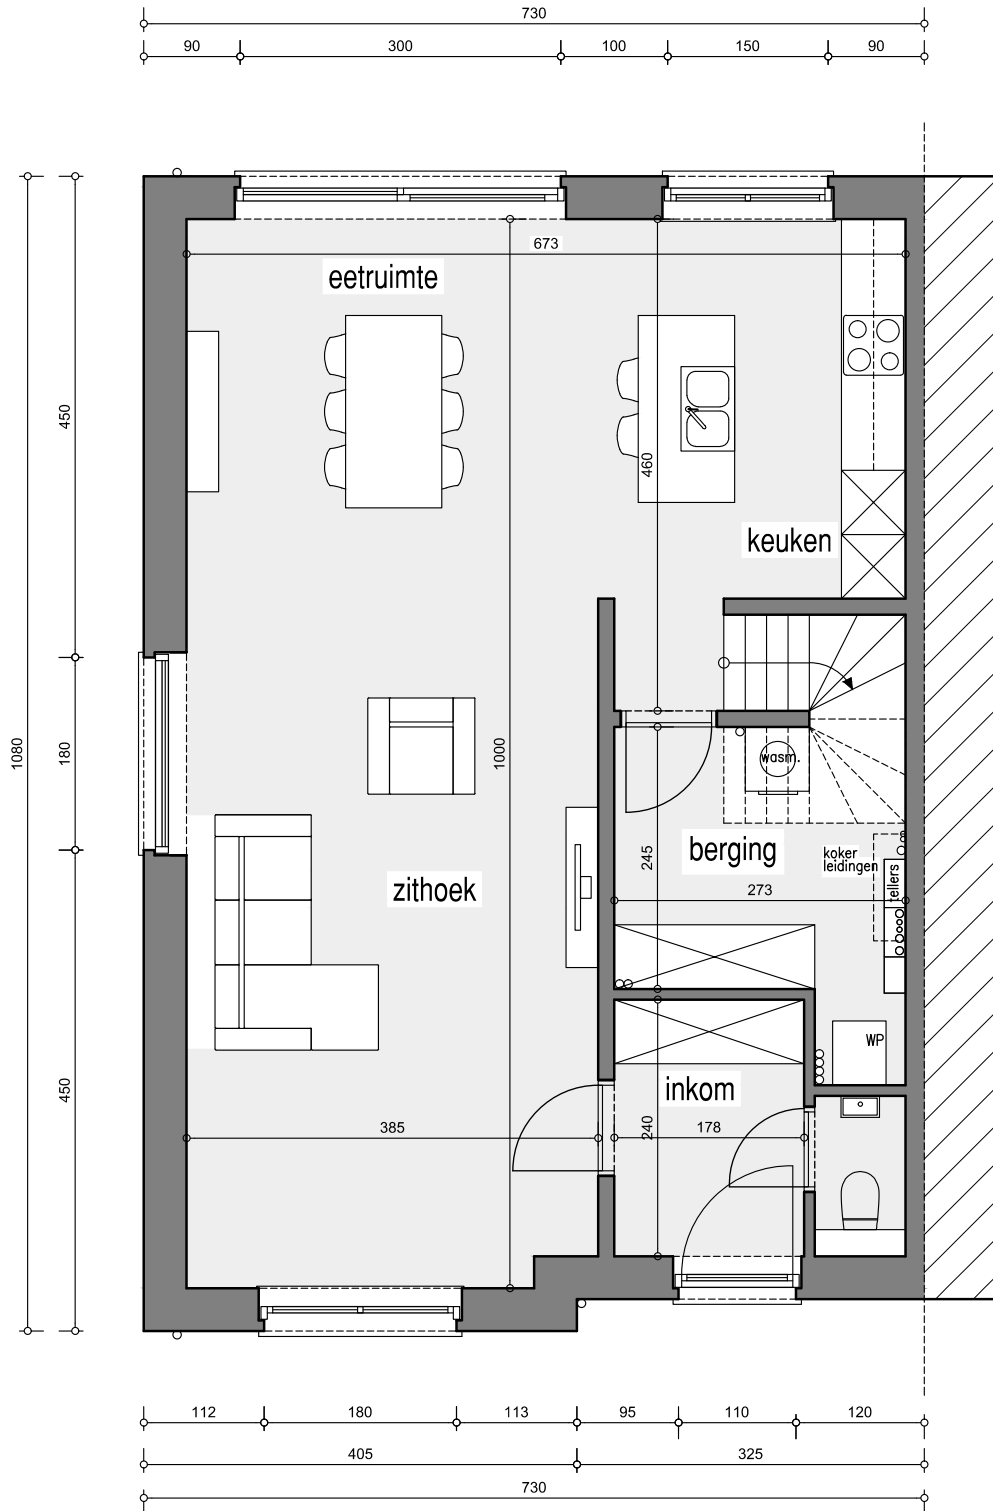 730
90 300 100 150 90
673
eetruimte
450
460
keuken
1080
180
1000
wasm.
245
berging
koker
leidingen
tellers
zithoek
273
WP
450
inkom
385
240
178
112 180 113 95 110 120
405 325
730